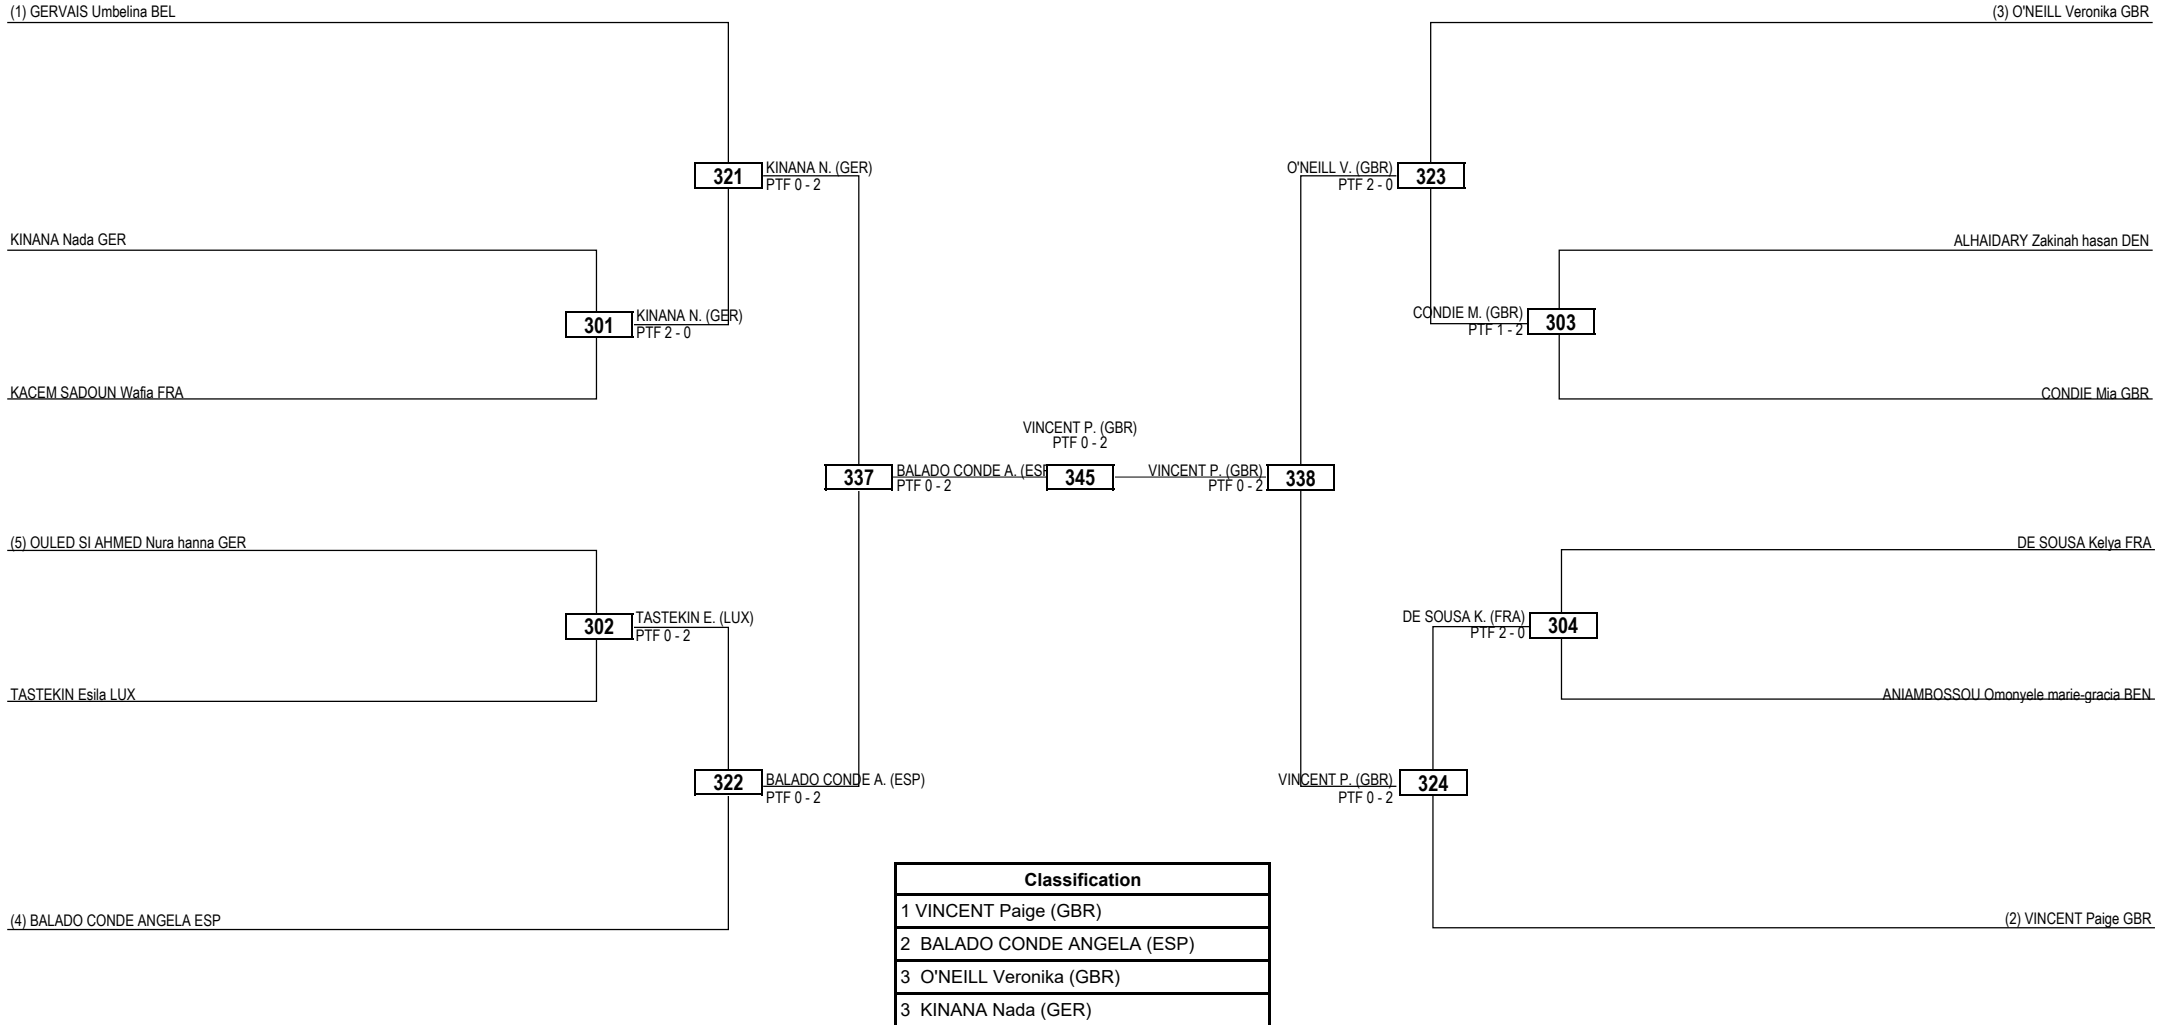 (1) GERVAIS Umbelina BEL
(3) O'NEILL Veronika GBR
321
KINANA N. (GER)
PTF 0 - 2
O'NEILL V. (GBR)
PTF 2 - 0
323
KINANA Nada GER
ALHAIDARY Zakinah hasan DEN
301
KINANA N. (GER)
PTF 2 - 0
CONDIE M. (GBR)
PTF 1 - 2
303
KACEM SADOUN Wafia FRA
CONDIE Mia GBR
VINCENT P. (GBR)
PTF 0 - 2
337
BALADO CONDE A. (ESP
PTF 0 - 2
345
VINCENT P. (GBR)
PTF 0 - 2
338
(5) OULED SI AHMED Nura hanna GER
DE SOUSA Kelya FRA
302
TASTEKIN E. (LUX)
PTF 0 - 2
DE SOUSA K. (FRA)
PTF 2 - 0
304
TASTEKIN Esila LUX
ANIAMBOSSOU Omonyele marie-gracia BEN
322
BALADO CONDE A. (ESP)
PTF 0 - 2
VINCENT P. (GBR)
PTF 0 - 2
324
(4) BALADO CONDE ANGELA ESP
(2) VINCENT Paige GBR
Classification
1 VINCENT Paige (GBR)
2 BALADO CONDE ANGELA (ESP)
3 O'NEILL Veronika (GBR)
3 KINANA Nada (GER)